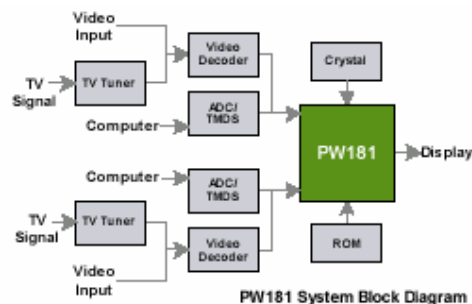 Video
Input
TV
Signal
TV Tuner
Video
Decoder
Crystal
Computer
ADC/
TMDS
PW181
Display
Computer
ADC/
TMDS
TV
Signal
TV Tuner
Video
Decoder
ROM
Video
Input
PW181 System Block Diagram